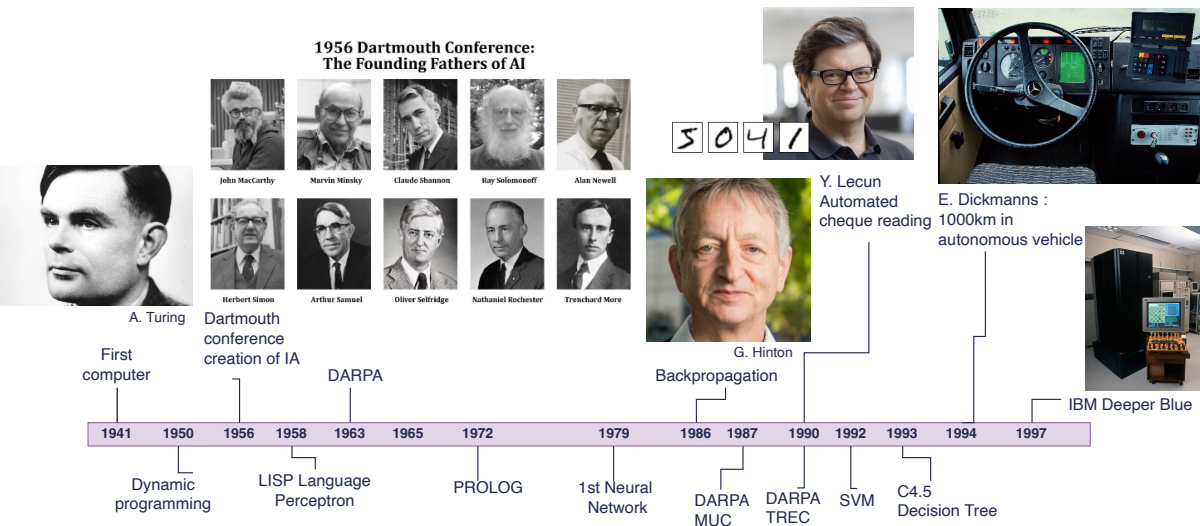 1956 Dartmouth Conference:
The Founding Fathers of AI
John MacCarthy
Marvin Minsky
Claude Shannon
Ray Solomonoff
Alan Newell
Herbert Simon
Arthur Samuel
Oliver Selfridge
Nathaniel Rochester
Trenchard More
5 0 4 1
A. Turing
G. Hinton
Y. Lecun
Automated
cheque reading
E. Dickmanns :
1000km in
autonomous vehicle
First
computer
Dartmouth
conference
creation of IA
DARPA
Backpropagation
IBM Deeper Blue
1941 1950 1956 1958 1963 1965 1972 1979 1986 1987 1990 1992 1993 1994 1997
Dynamic
programming
LISP Language
Perceptron
PROLOG
1st Neural
Network
DARPA
MUC
DARPA
TREC
SVM
C4.5
Decision Tree